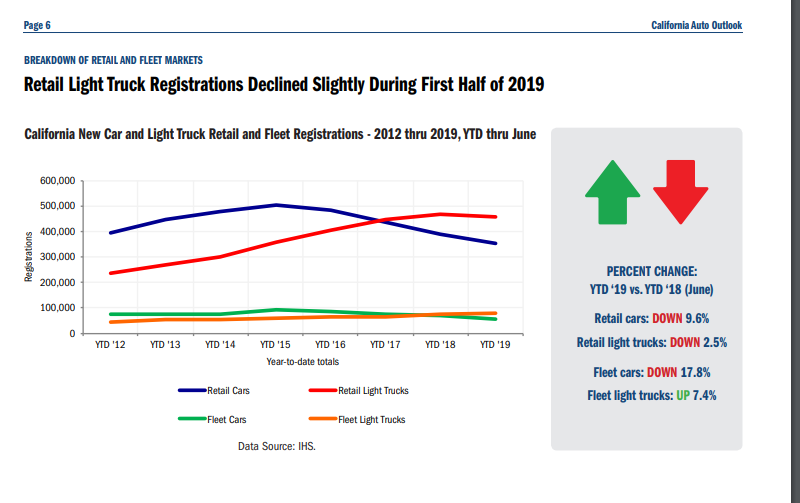 Page 6
California Auto Outlook
BREAKDOWN OF RETAIL AND FLEET MARKETS
Retail Light Truck Registrations Declined Slightly During First Half of 2019
California New Car and Light Truck Retail and Fleet Registrations - 2012 thru 2019, YTD thru June
600,000
500,000
400,000
300,000
200,000
100,000
0
Registrations
YTD '12 YTD '13 YTD '14 YTD '15 YTD '16 YTD '17 YTD '18 YTD '19
Year-to-date totals
Retail Cars
Retail Light Trucks
Fleet Cars
Fleet Light Trucks
Data Source: IHS.
PERCENT CHANGE:
YTD ‘19 vs. YTD ‘18 (June)
Retail cars: DOWN 9.6%
Retail light trucks: DOWN 2.5%
Fleet cars: DOWN 17.8%
Fleet light trucks: UP 7.4%